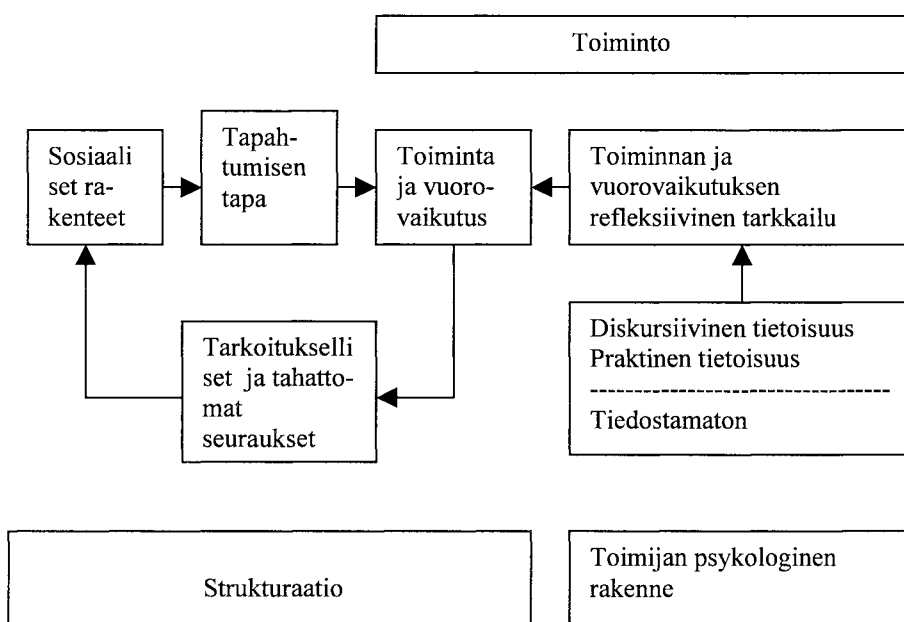 Toiminto
Sosiaali
set ra-
kenteet
Tapah-
tumisen
tapa
Toiminta
ja vuoro-
vaikutus
Toiminnan ja
vuorovaikutuksen
refleksiivinen tarkkailu
Tarkoitukselli
set ja tahatto-
mat
seuraukset
Diskursiivinen tietoisuus
Praktinen tietoisuus
Tiedostamaton
Strukturaatio
Toimijan psykologinen
rakenne